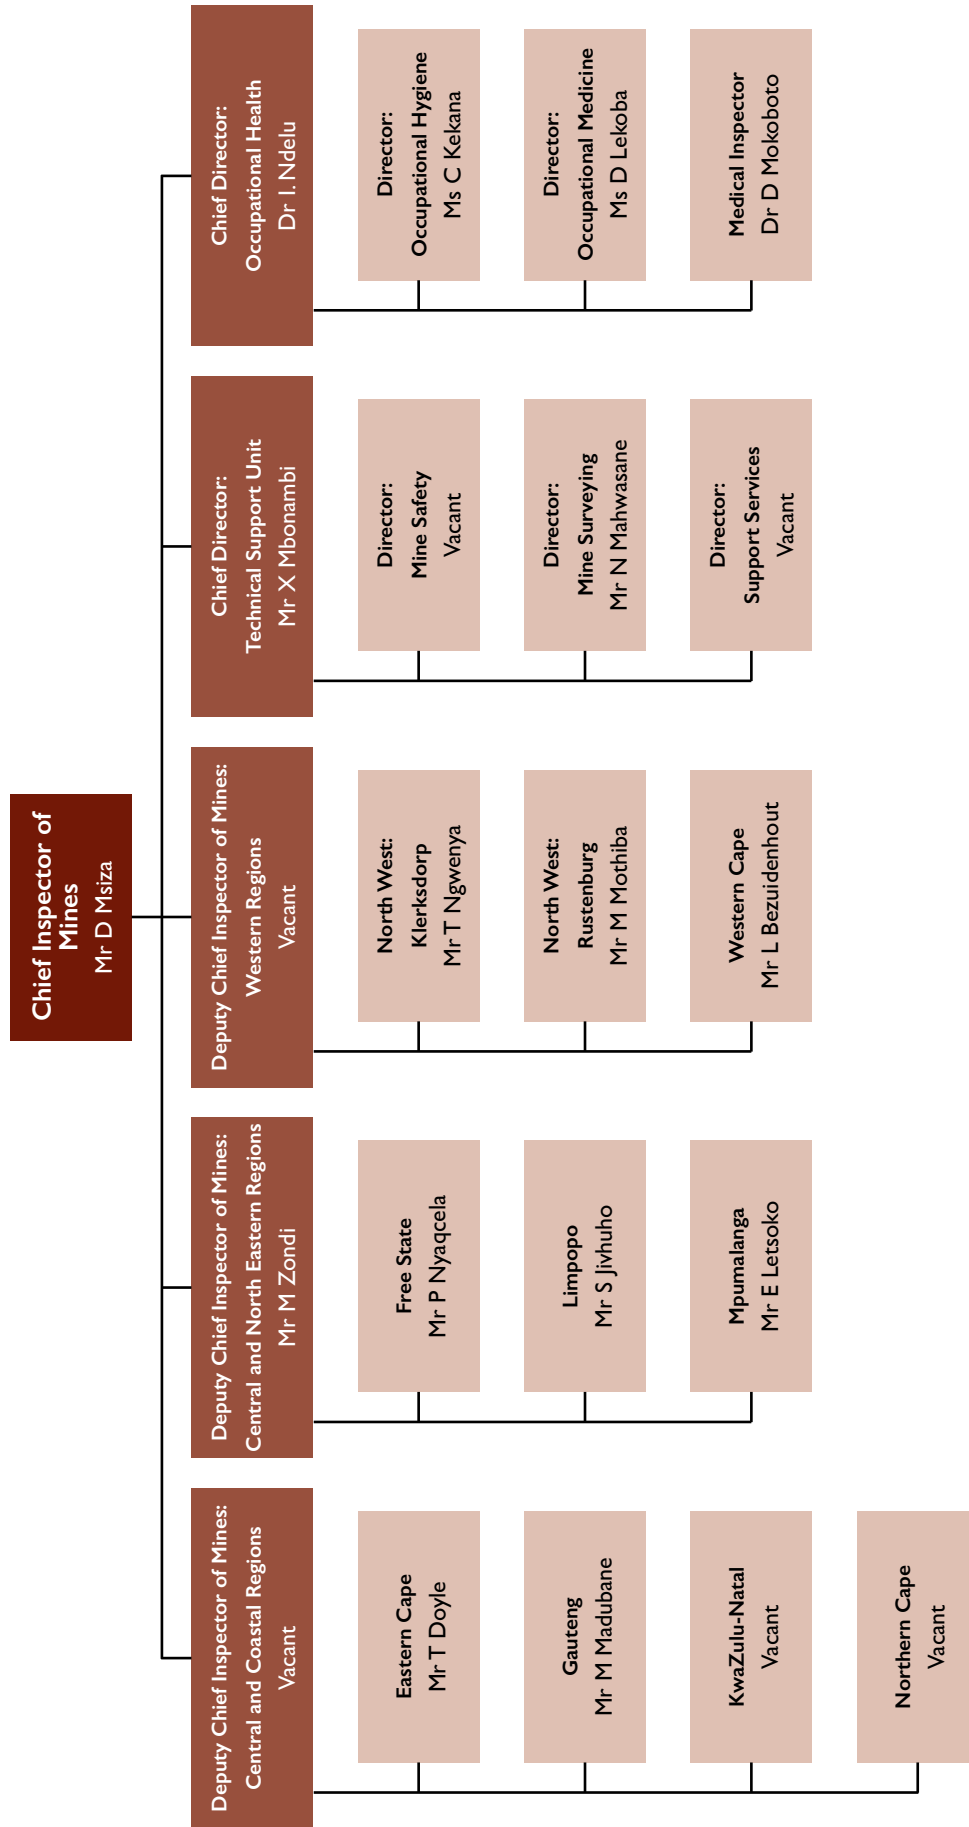 Chief Inspector of
Mines
Mr D Msiza
Deputy Chief Inspector of Mines:
Central and Coastal Regions
Vacant
Eastern Cape
Mr T Doyle
Gauteng
Mr M Madubane
KwaZulu-Natal
Vacant
Northern Cape
Vacant
Deputy Chief Inspector of Mines:
Central and North Eastern Regions
Mr M Zondi
Free State
Mr P Nyaqcela
Limpopo
Mr S Jivhuho
Mpumalanga
Mr E Letsoko
Deputy Chief Inspector of Mines:
Western Regions
Vacant
North West:
Klerksdorp
Mr T Ngwenya
North West:
Rustenburg
Mr M Mothiba
Western Cape
Mr L Bezuidenhout
Chief Director:
Technical Support Unit
Mr X Mbonambi
Director:
Mine Safety
Vacant
Director:
Mine Surveying
Mr N Mahwasane
Director:
Support Services
Vacant
Chief Director:
Occupational Health
Dr I. Ndelu
Director:
Occupational Hygiene
Ms C Kekana
Director:
Occupational Medicine
Ms D Lekoba
Medical Inspector
Dr D Mokoboto